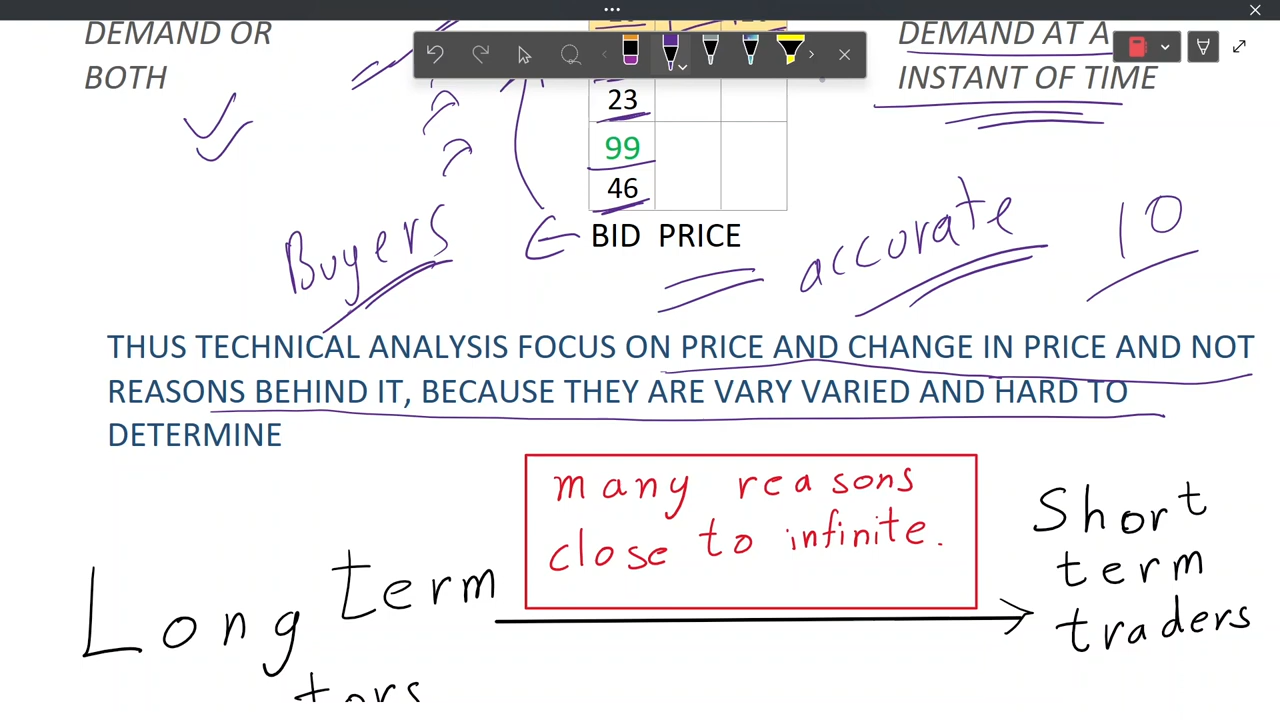 DEMAND OR
BOTH
DEMAND AT A
INSTANT OF TIME
23
99
46
BID PRICE
Buyers
accurate
10
THUS TECHNICAL ANALYSIS FOCUS ON PRICE AND CHANGE IN PRICE AND NOT
REASONS BEHIND IT, BECAUSE THEY ARE VARY VARIED AND HARD TO
DETERMINE
many reasons
close to infinite.
Long term
tors
Short
term
traders